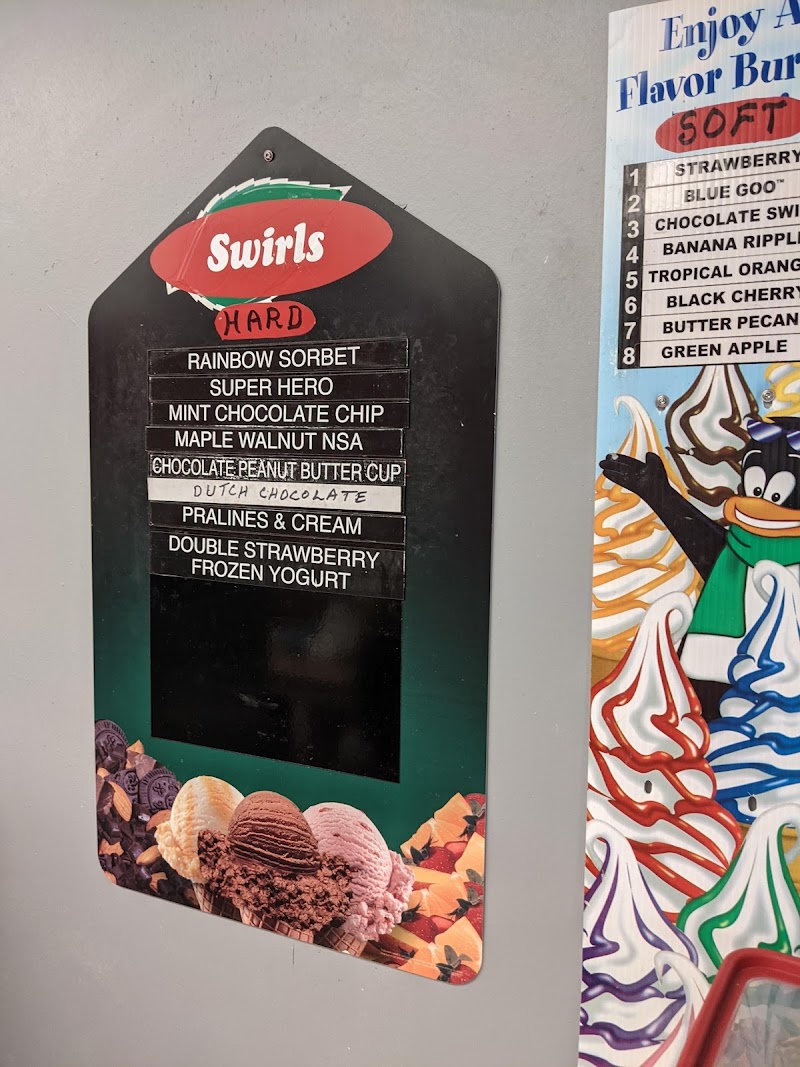 Swirls
HARD
RAINBOW SORBET
SUPER HERO
MINT CHOCOLATE CHIP
MAPLE WALNUT NSA
CHOCOLATE PEANUT BUTTER CUP
DUTCH CHOCOLATE
PRALINES & CREAM
DOUBLE STRAWBERRY
FROZEN YOGURT
Enjoy A
Flavor Bur
SOFT
1 STRAWBERRY
2 BLUE GOO™
3 CHOCOLATE SWI
4 BANANA RIPPLE
5 TROPICAL ORANG
6 BLACK CHERRY
7 BUTTER PECAN
8 GREEN APPLE